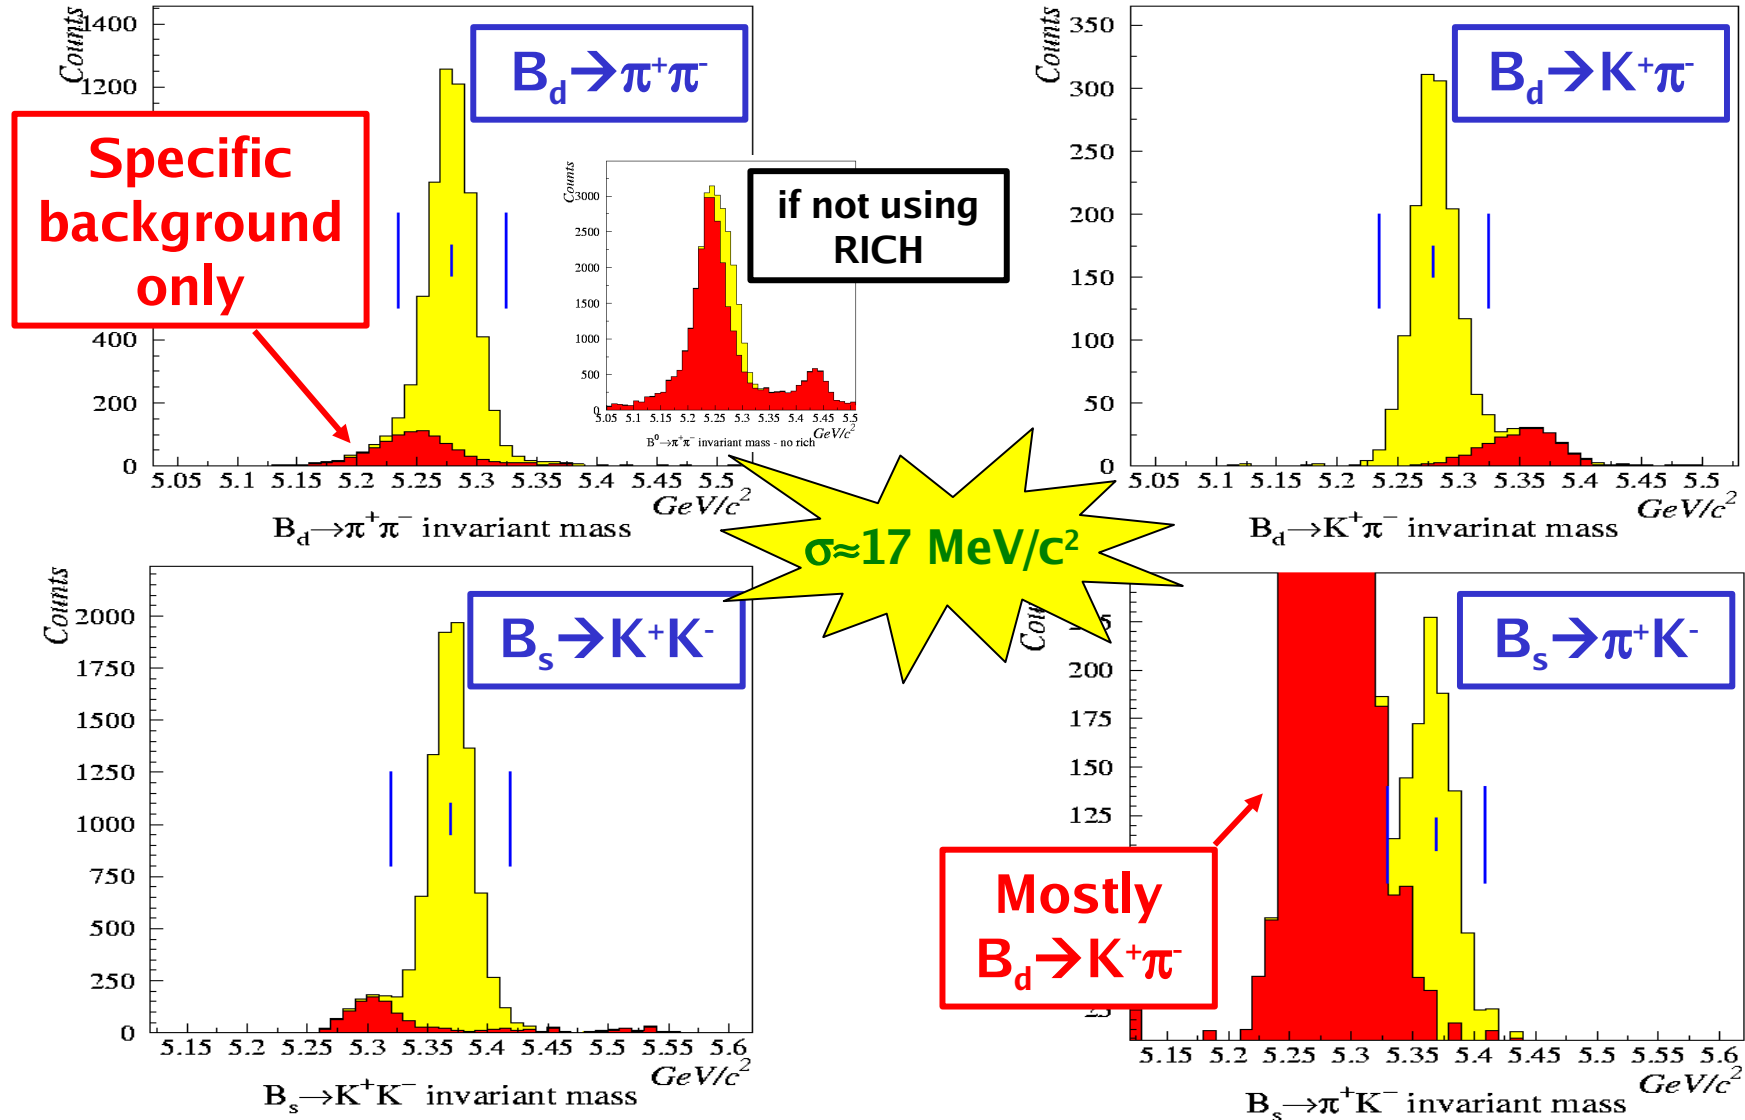 Counts
1400
1200
400
200
0
5.05 5.1 5.15 5.2 5.25 5.3 5.35 5.4 5.45 5.5
GeV/c²
B_d→π⁺π⁻ invariant mass
B_d→π⁺π⁻
Specific
background
only
Counts
3000
2500
2000
1500
1000
500
0
5.05 5.1 5.15 5.2 5.25 5.3 5.35 5.4 5.45 5.5
GeV/c²
B⁰→π⁺π⁻ invariant mass - no rich
if not using
RICH
Counts
350
300
250
200
150
100
50
0
5.05 5.1 5.15 5.2 5.25 5.3 5.35 5.4 5.45 5.5
GeV/c²
B_d→K⁺π⁻ invarinat mass
B_d→K⁺π⁻
σ≈17 MeV/c²
Counts
2000
1750
1500
1250
1000
750
500
250
0
5.15 5.2 5.25 5.3 5.35 5.4 5.45 5.5 5.55 5.6
GeV/c²
B_s→K⁺K⁻ invariant mass
B_s→K⁺K⁻
200
175
150
125
5.15 5.2 5.25 5.3 5.35 5.4 5.45 5.5 5.55 5.6
GeV/c²
B_s→π⁺K⁻ invariant mass
B_s→π⁺K⁻
Mostly
B_d→K⁺π⁻